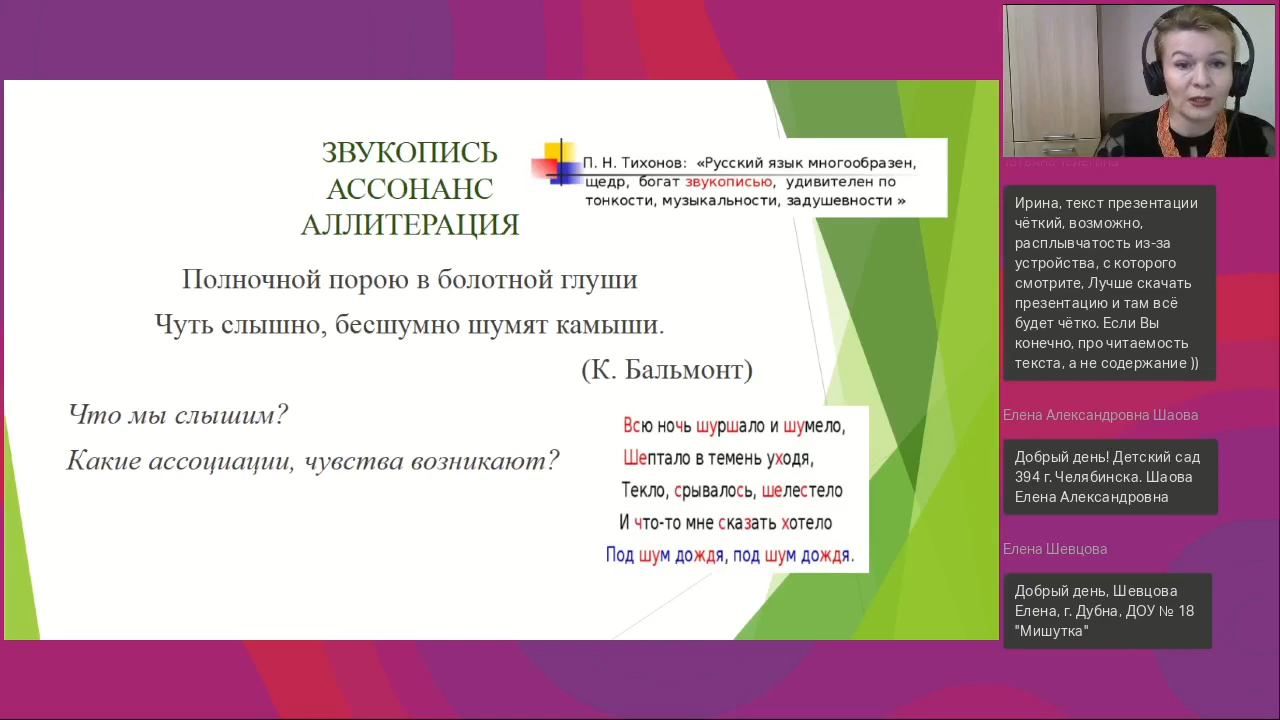 ЗВУКОПИСЬ
АССОНАНС
АЛЛИТЕРАЦИЯ
П. Н. Тихонов: «Русский язык многообразен,
щедр, богат звукописью, удивителен по
тонкости, музыкальности, задушевности »
Полночной порою в болотной глуши
Чуть слышно, бесшумно шумят камыши.
(К. Бальмонт)
Что мы слышим?
Какие ассоциации, чувства возникают?
Всю ночь шуршало и шумело,
Шептало в темень уходя,
Текло, срывалось, шелестело
И что-то мне сказать хотело
Под шум дождя, под шум дождя.
Ирина, текст презентации
чёткий, возможно,
расплывчатость из-за
устройства, с которого
смотрите, Лучше скачать
презентацию и там всё
будет чётко. Если Вы
конечно, про читаемость
текста, а не содержание ))
Елена Александровна Шаова
Добрый день! Детский сад
394 г. Челябинска. Шаова
Елена Александровна
Елена Шевцова
Добрый день, Шевцова
Елена, г. Дубна, ДОУ № 18
"Мишутка"